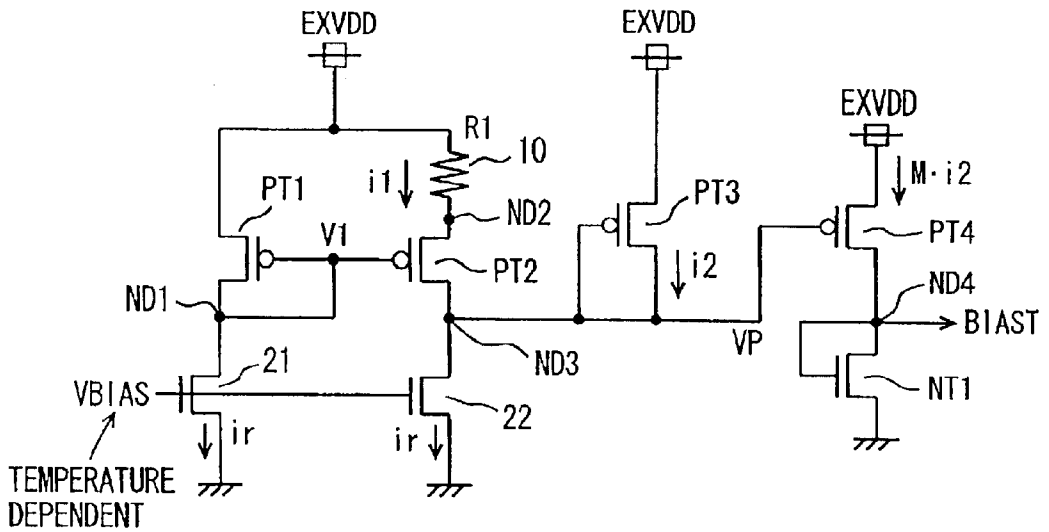 EXVDD
EXVDD
EXVDD
R1
10
i1
M·i2
PT1
ND2
PT3
V1
PT4
PT2
i2
ND1
ND4
BIAST
VP
21
ND3
VBIAS
NT1
22
ir
ir
TEMPERATURE
DEPENDENT